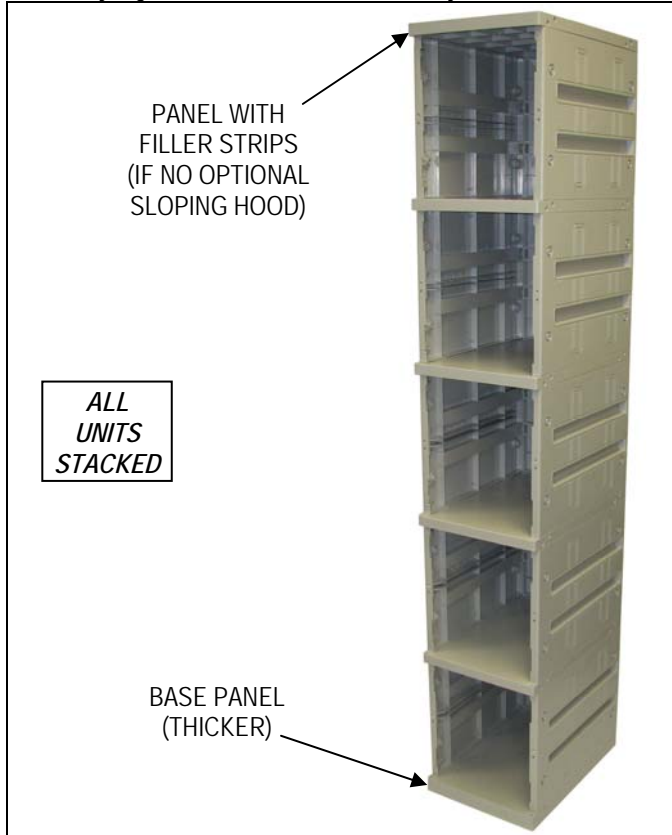 PANEL WITH
FILLER STRIPS
(IF NO OPTIONAL
SLOPING HOOD)
ALL
UNITS
STACKED
BASE PANEL
(THICKER)